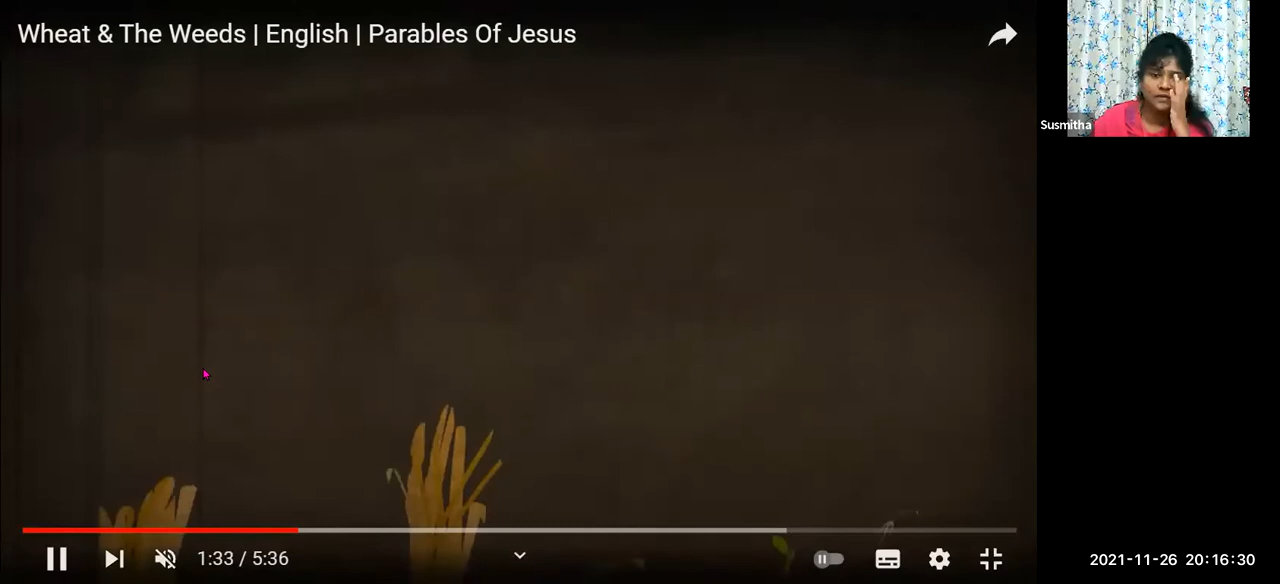 Wheat & The Weeds | English | Parables Of Jesus
Susmitha
1:33 / 5:36
2021-11-26 20:16:30